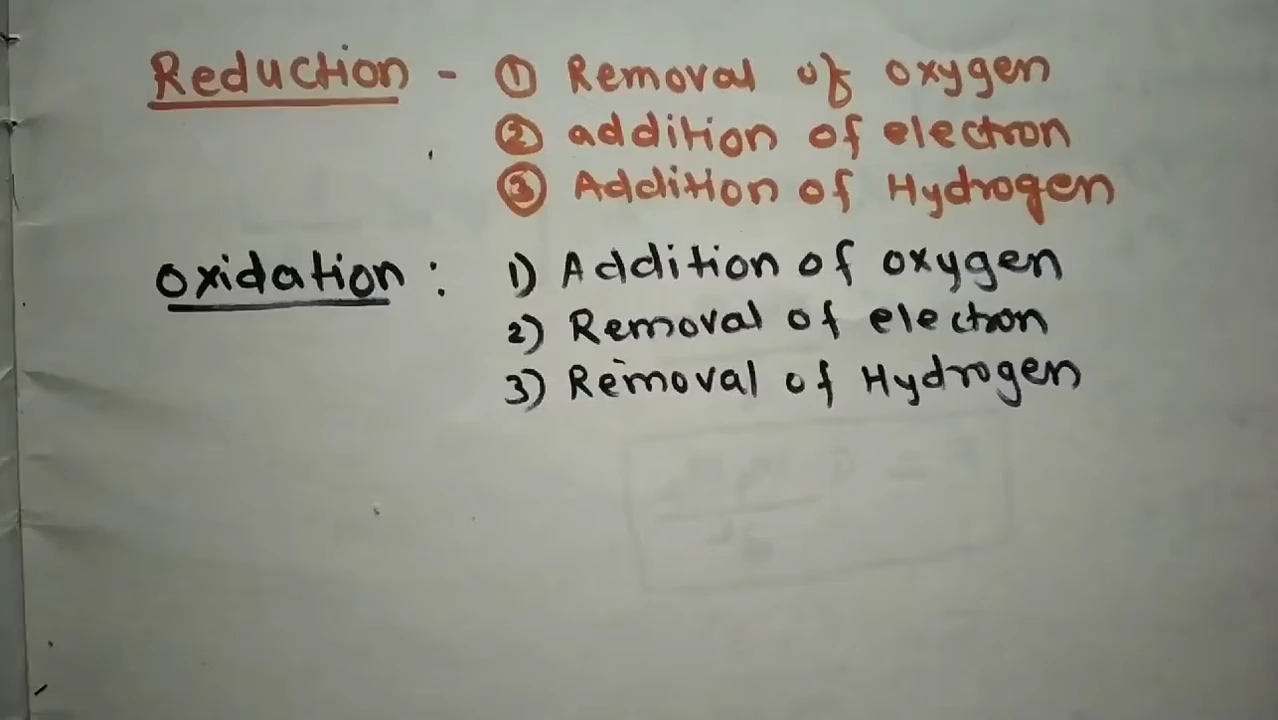 Reduction - ① Removal of oxygen
② addition of electron
③ Addition of Hydrogen
Oxidation : 1) Addition of oxygen
2) Removal of electron
3) Removal of Hydrogen